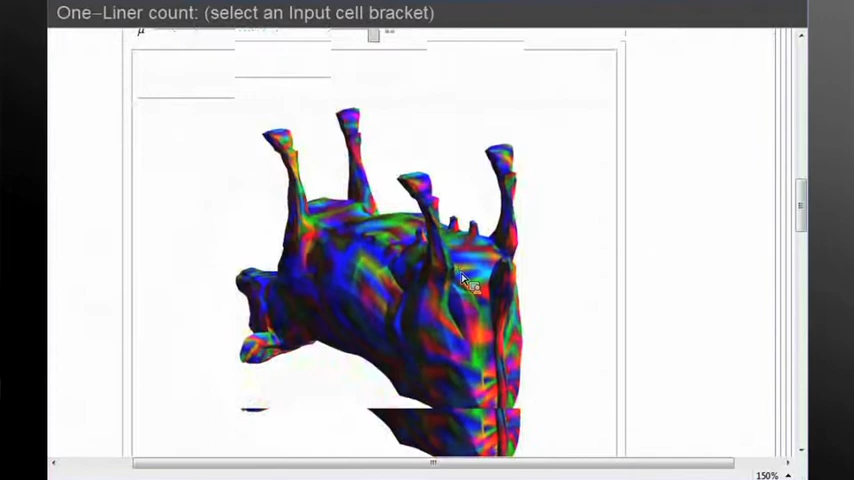 One–Liner count: (select an Input cell bracket)
μ
150%